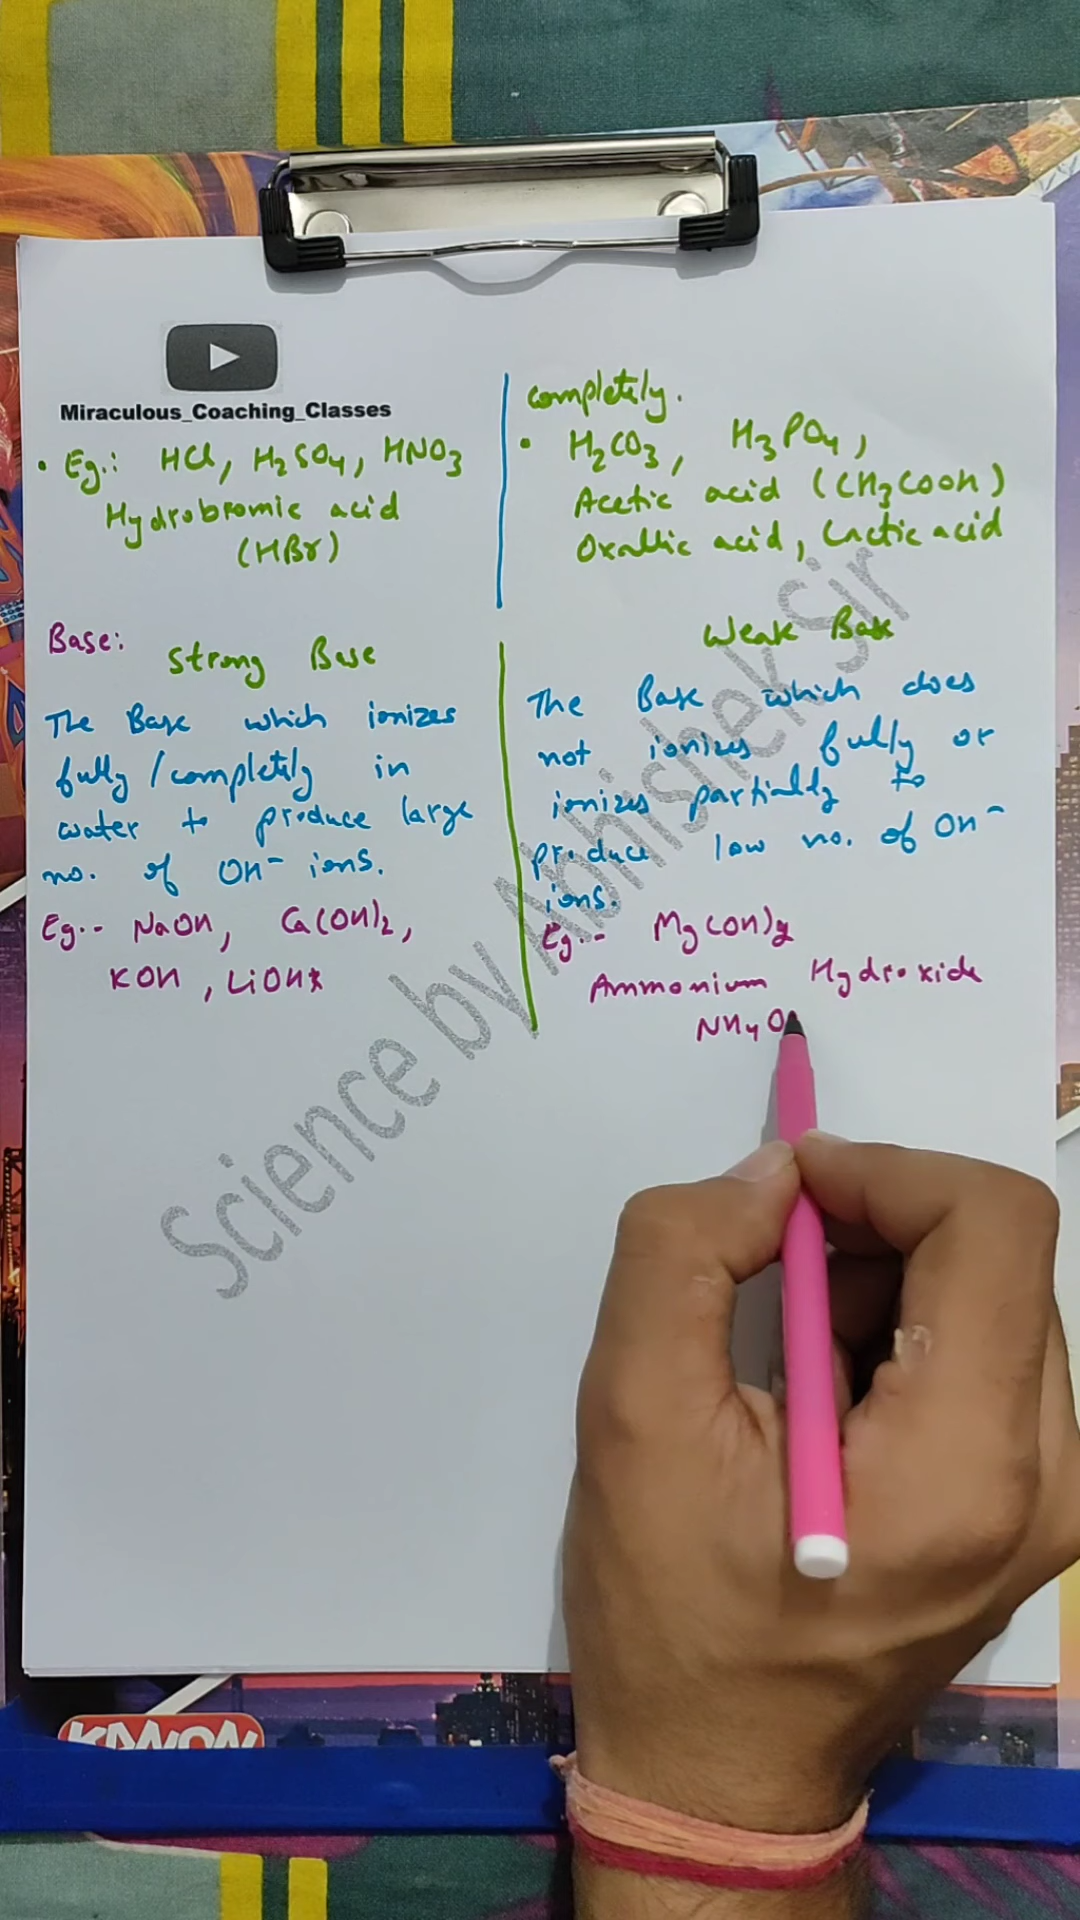 Miraculous_Coaching_Classes
• Eg.: HCl, H2SO4, HNO3
Hydrobromic acid
(HBr)
completely.
• H2CO3, H3PO4,
Acetic acid (CH3COOH)
Oxallic acid, Lactic acid
Base:
Strong Base
The Base which ionizes
fully/completely in
water to produce large
no. of OH- ions.
Eg.- NaOH, Ca(OH)2,
KOH, LiOH
Weak Base
The Base which does
not ionizes fully or
ionizes partially to
produce low no. of OH-
ions.
Eg.- Mg(OH)2
Ammonium Hydroxide
NH4O
Science by Abhishek Sir
KANON